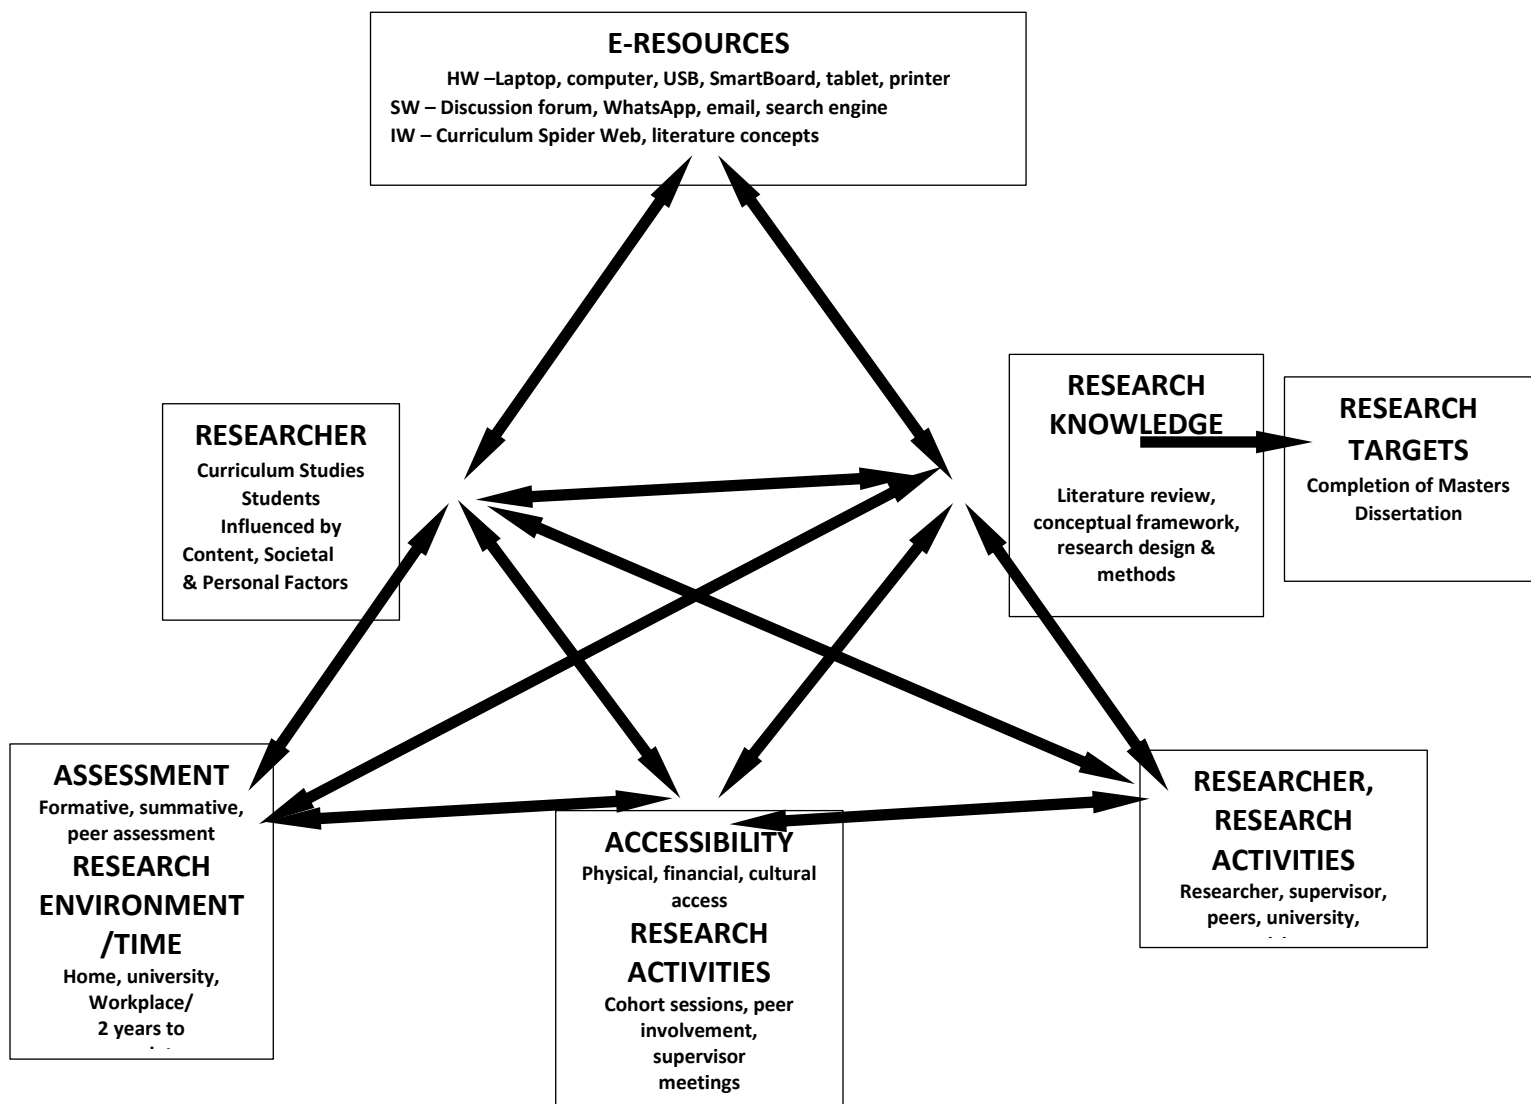 E-RESOURCES
HW –Laptop, computer, USB, SmartBoard, tablet, printer
SW – Discussion forum, WhatsApp, email, search engine
IW – Curriculum Spider Web, literature concepts
RESEARCHER
Curriculum Studies
Students
Influenced by
Content, Societal
& Personal Factors
RESEARCH
KNOWLEDGE
Literature review,
conceptual framework,
research design &
methods
RESEARCH
TARGETS
Completion of Masters
Dissertation
ASSESSMENT
Formative, summative,
peer assessment
RESEARCH
ENVIRONMENT
/TIME
Home, university,
Workplace/
2 years to
ACCESSIBILITY
Physical, financial, cultural
access
RESEARCH
ACTIVITIES
Cohort sessions, peer
involvement,
supervisor
meetings
RESEARCHER,
RESEARCH
ACTIVITIES
Researcher, supervisor,
peers, university,